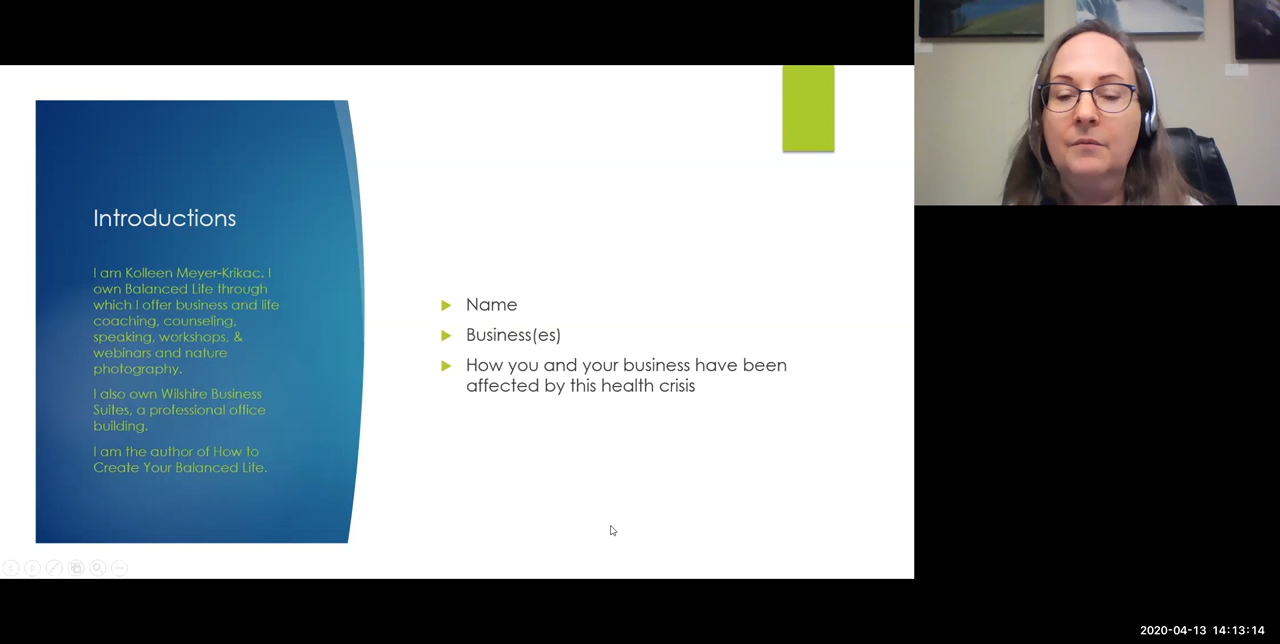 Introductions
I am Kolleen Meyer-Krikac. I
own Balanced Life through
which I offer business and life
coaching, counseling,
speaking, workshops, &
webinars and nature
photography.
I also own Wilshire Business
Suites, a professional office
building.
I am the author of How to
Create Your Balanced Life.
Name
Business(es)
How you and your business have been
affected by this health crisis
2020-04-13 14:13:14